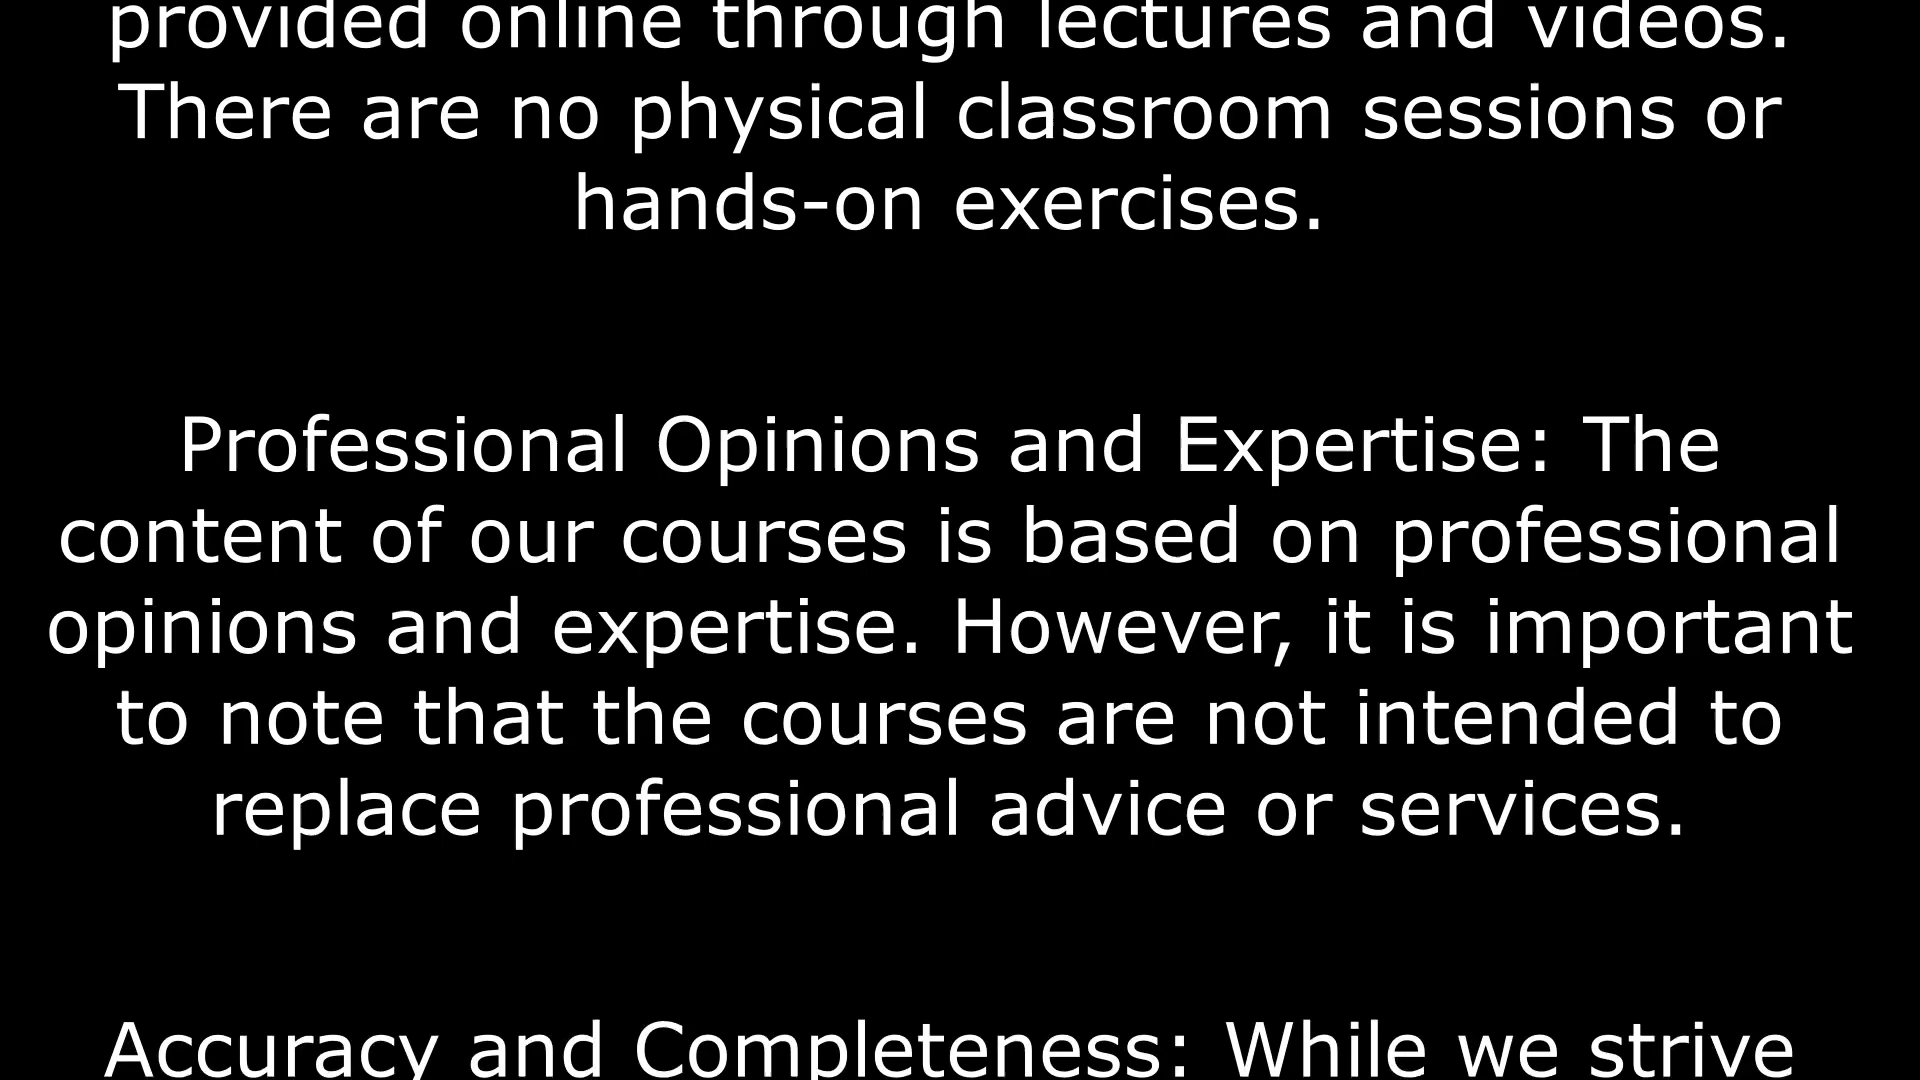 provided online through lectures and videos.
There are no physical classroom sessions or
hands-on exercises.
Professional Opinions and Expertise: The
content of our courses is based on professional
opinions and expertise. However, it is important
to note that the courses are not intended to
replace professional advice or services.
Accuracy and Completeness: While we strive